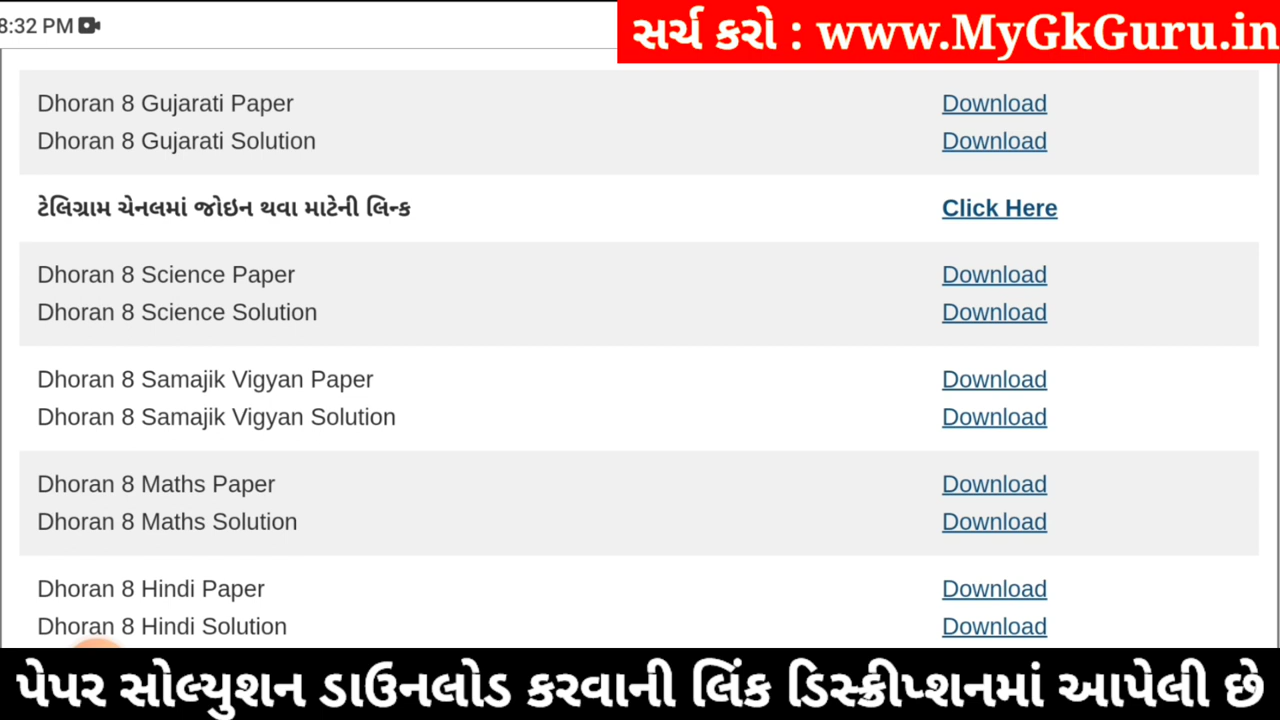 8:32 PM
સર્ચ કરો : www.MyGkGuru.in
Dhoran 8 Gujarati Paper Download
Dhoran 8 Gujarati Solution Download
ટેલિગ્રામ ચેનલમાં જોઇન થવા માટેની લિન્ક Click Here
Dhoran 8 Science Paper Download
Dhoran 8 Science Solution Download
Dhoran 8 Samajik Vigyan Paper Download
Dhoran 8 Samajik Vigyan Solution Download
Dhoran 8 Maths Paper Download
Dhoran 8 Maths Solution Download
Dhoran 8 Hindi Paper Download
Dhoran 8 Hindi Solution Download
પેપર સોલ્યુશન ડાઉનલોડ કરવાની લિંક ડિસ્ક્રીપ્શનમાં આપેલી છે